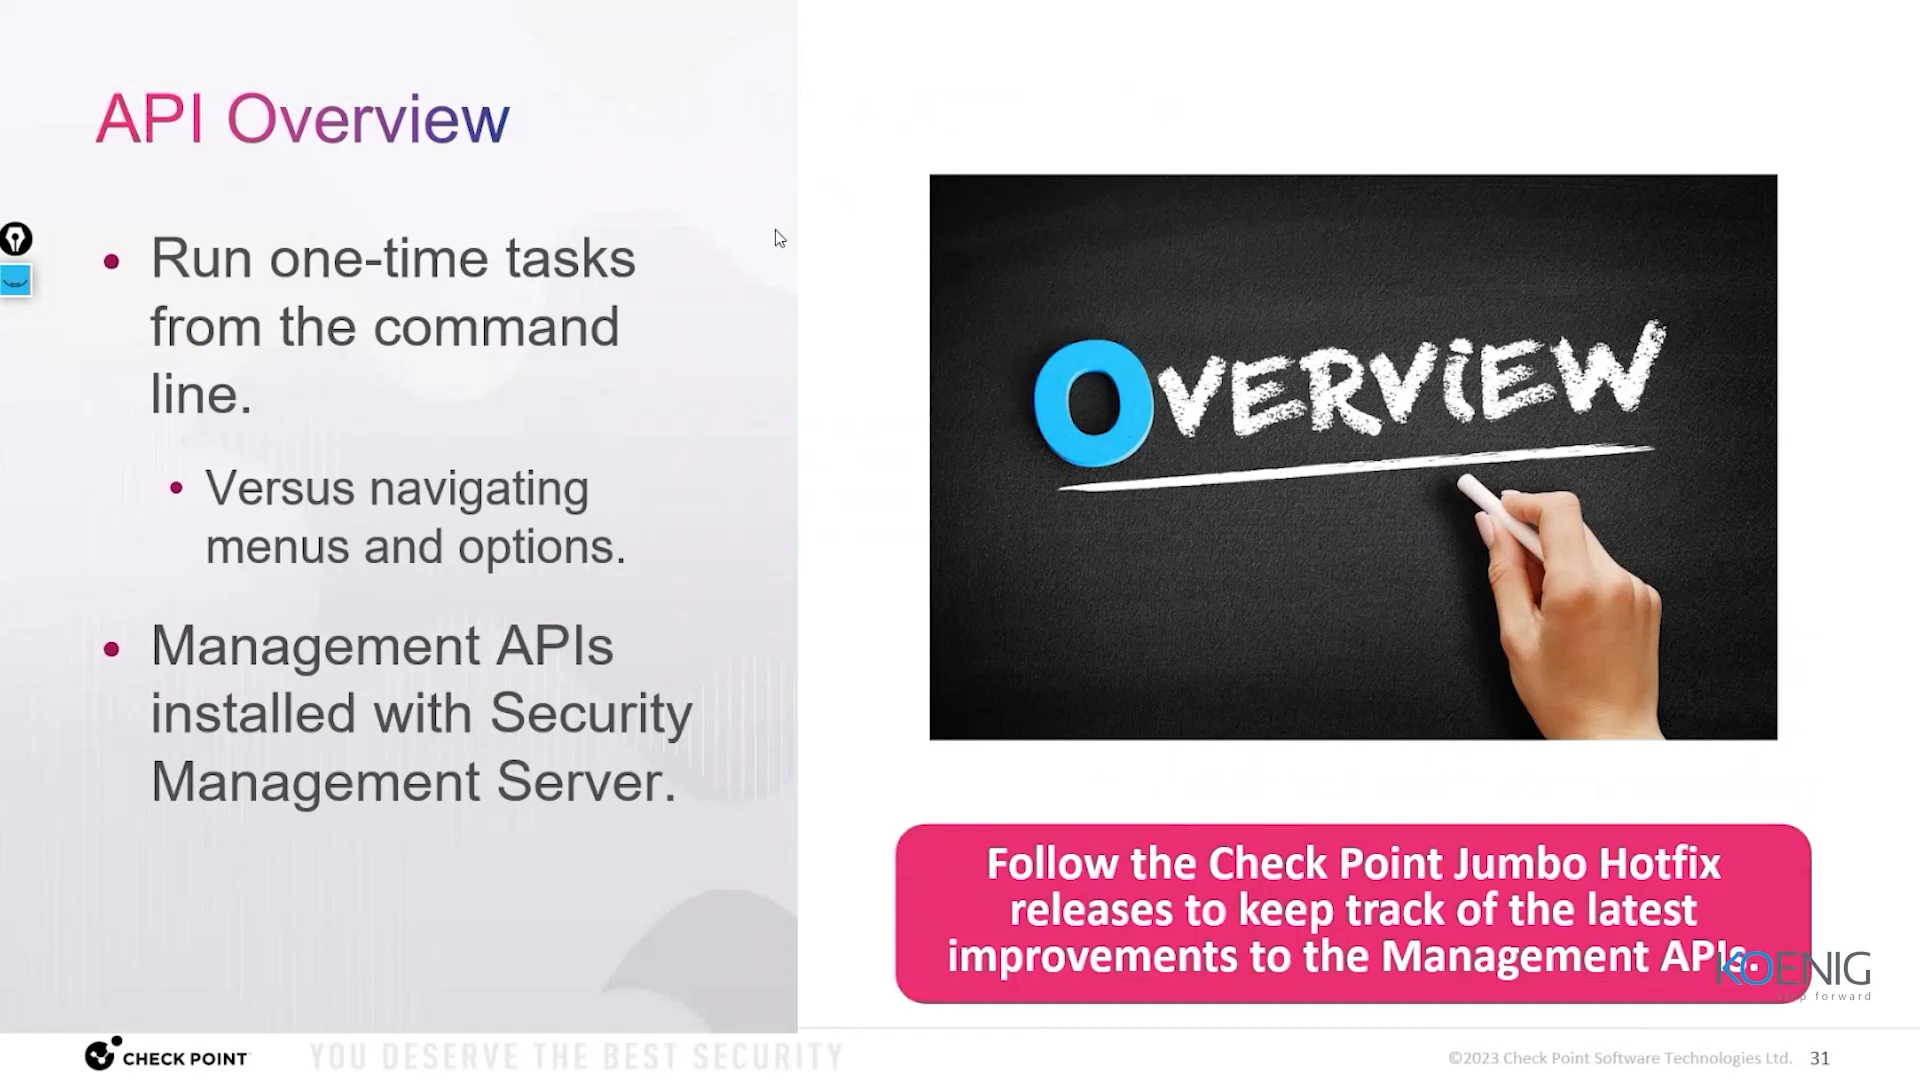 API Overview
• Run one-time tasks
from the command
line.
• Versus navigating
menus and options.
• Management APIs
installed with Security
Management Server.
OVERVIEW
Follow the Check Point Jumbo Hotfix
releases to keep track of the latest
improvements to the Management APIs.
KOENIG
forward
CHECK POINT
YOU DESERVE THE BEST SECURITY
©2023 Check Point Software Technologies Ltd. 31